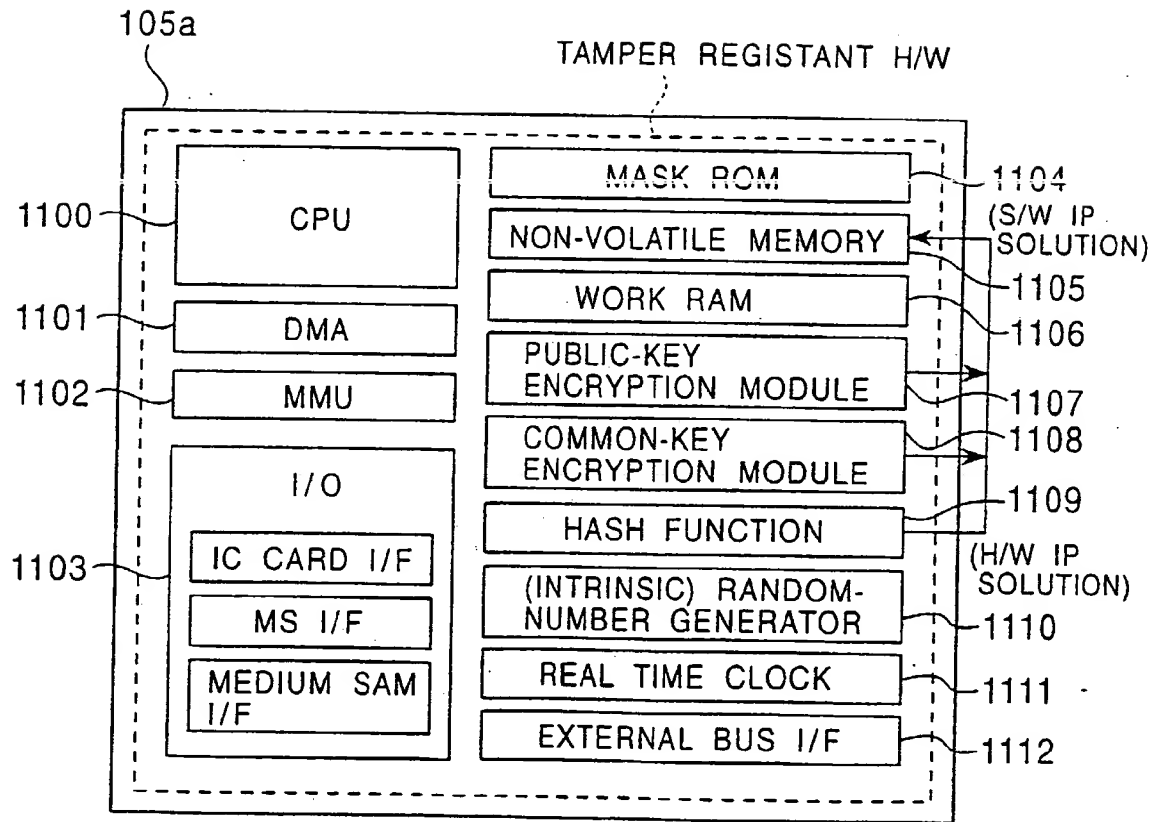 105a
TAMPER REGISTANT H/W
1100
CPU
1101
DMA
1102
MMU
1103
I/O
IC CARD I/F
MS I/F
MEDIUM SAM
I/F
MASK ROM
1104
(S/W IP
SOLUTION)
NON-VOLATILE MEMORY
1105
WORK RAM
1106
PUBLIC-KEY
ENCRYPTION MODULE
1107
COMMON-KEY
ENCRYPTION MODULE
1108
HASH FUNCTION
1109
(H/W IP
SOLUTION)
(INTRINSIC) RANDOM-
NUMBER GENERATOR
1110
REAL TIME CLOCK
1111
EXTERNAL BUS I/F
1112